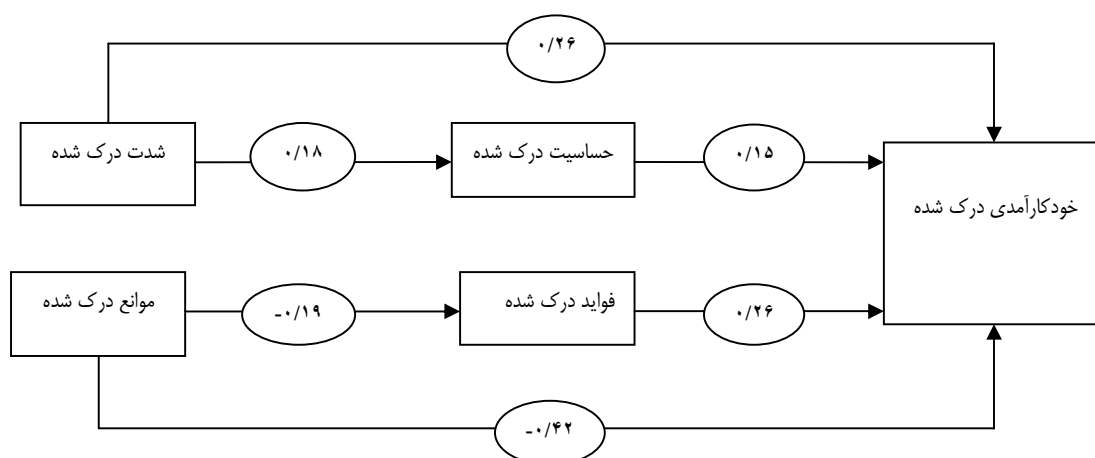 ۰/۲۶
شدت درک شده
۰/۱۸
حساسیت درک شده
۰/۱۵
خودکارآمدی درک شده
موانع درک شده
-۰/۱۹
فواید درک شده
۰/۲۶
-۰/۴۲